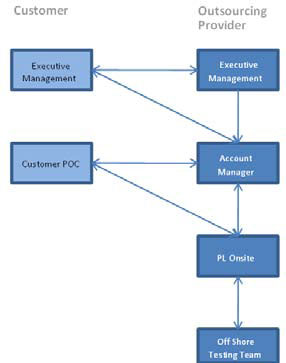 Customer
Outsourcing
Provider
Executive
Management
Executive
Management
Customer POC
Account
Manager
PL Onsite
Off Shore
Testing Team